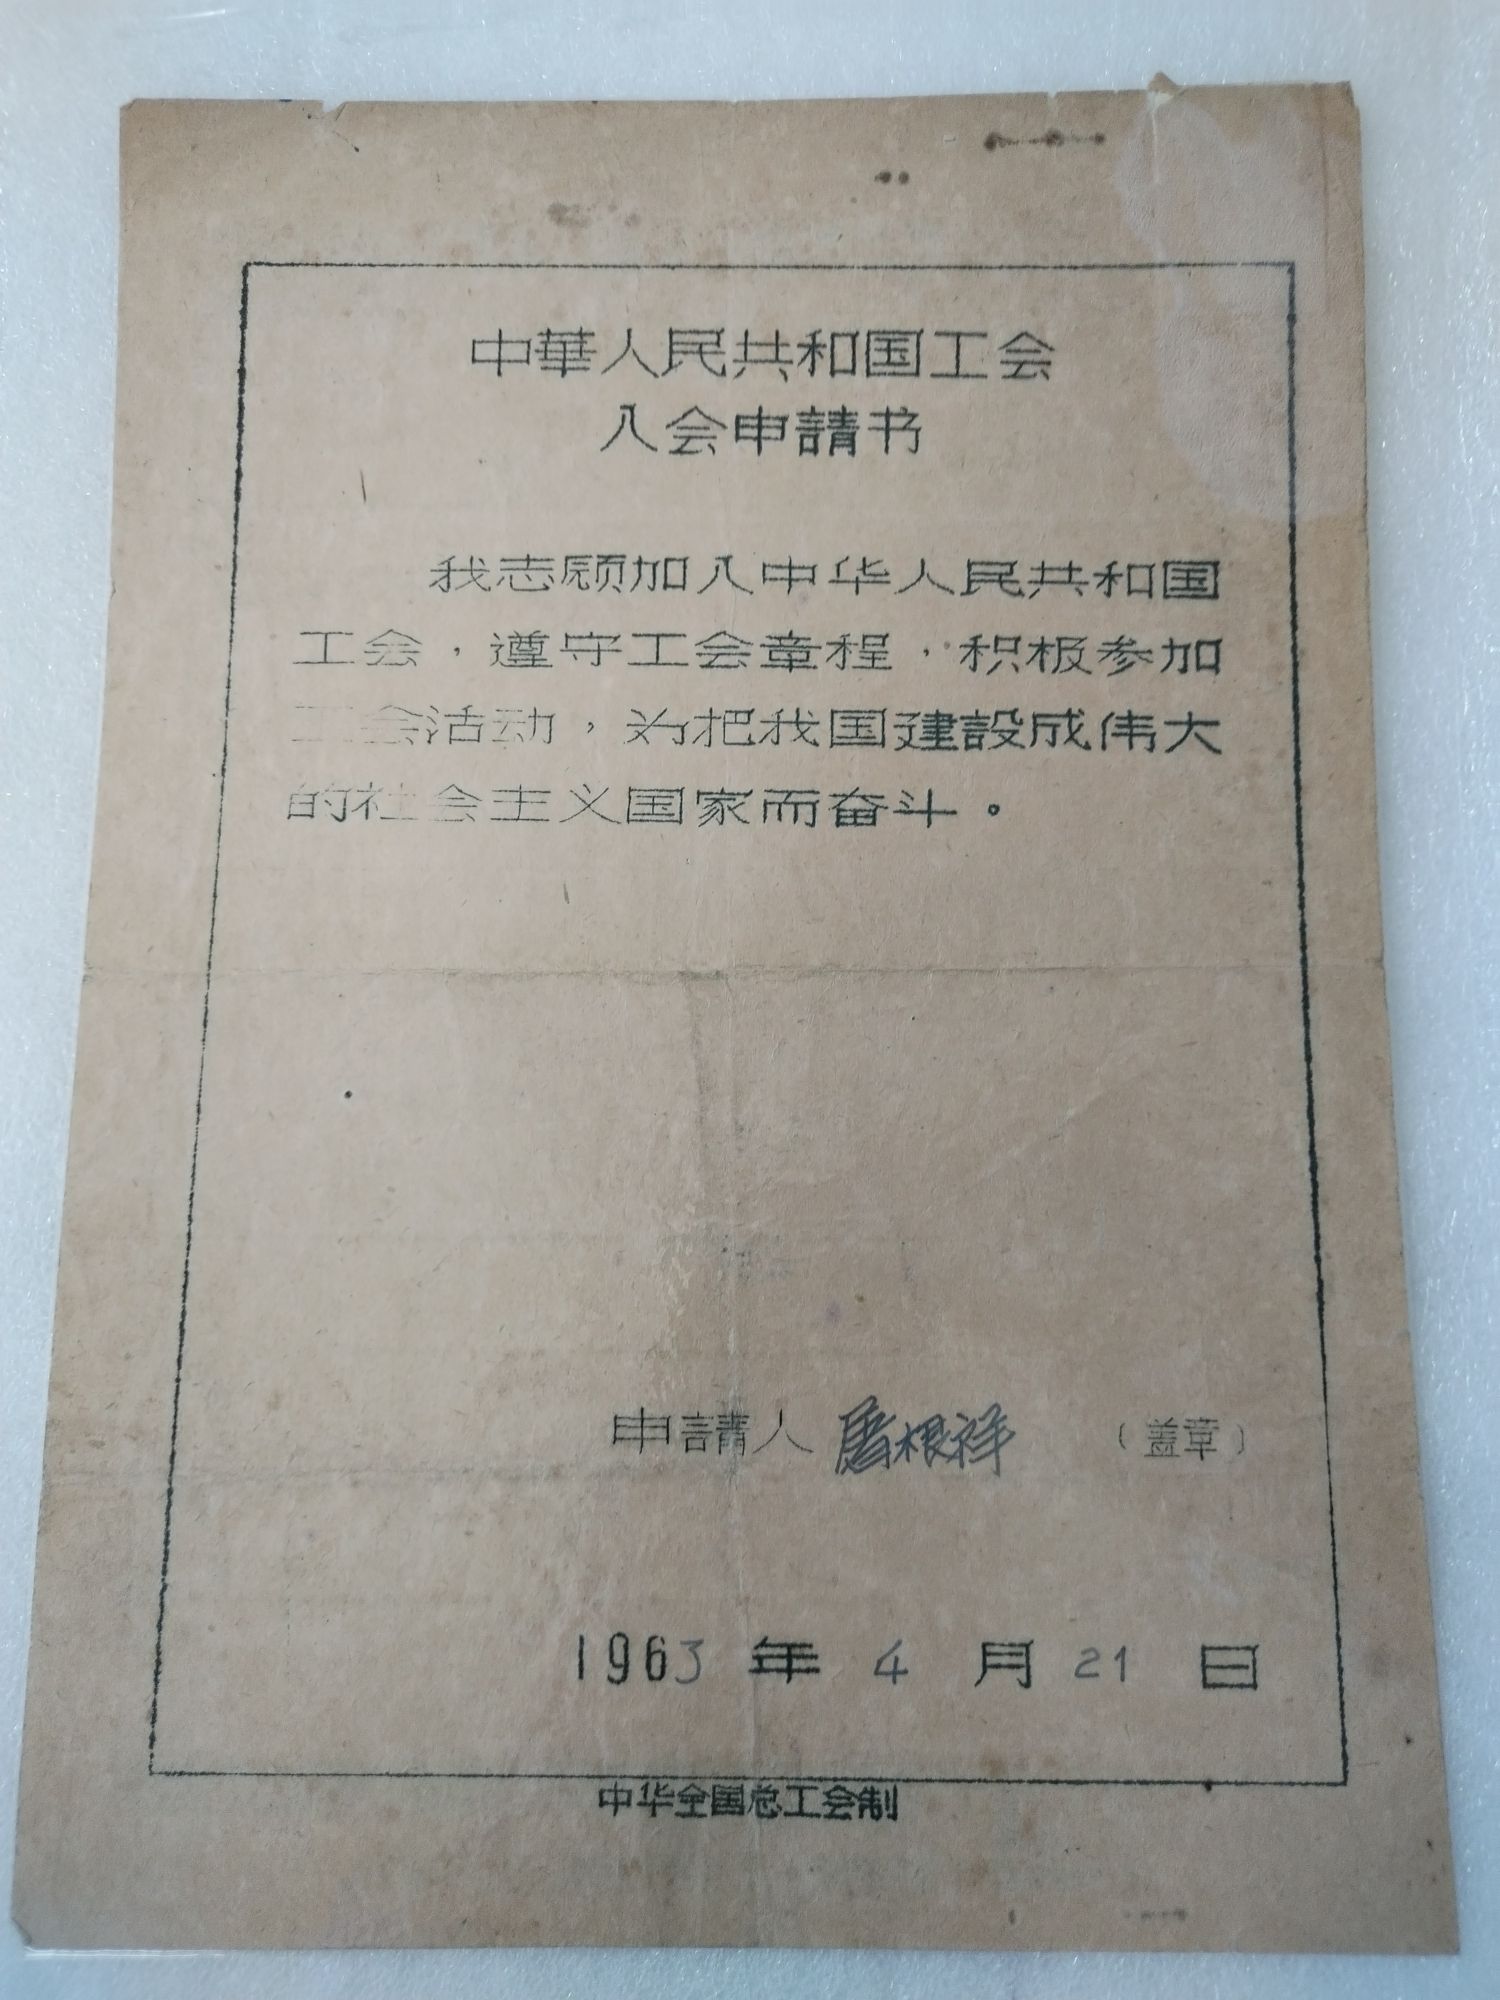 中華人民共和国工会
入会申請书
我志願加入中华人民共和国
工会，遵守工会章程，积极参加
工会活动，为把我国建設成伟大
的社会主义国家而奋斗。
申請人 唐根祥 （盖章）
1963 年 4 月 21 日
中华全国总工会制